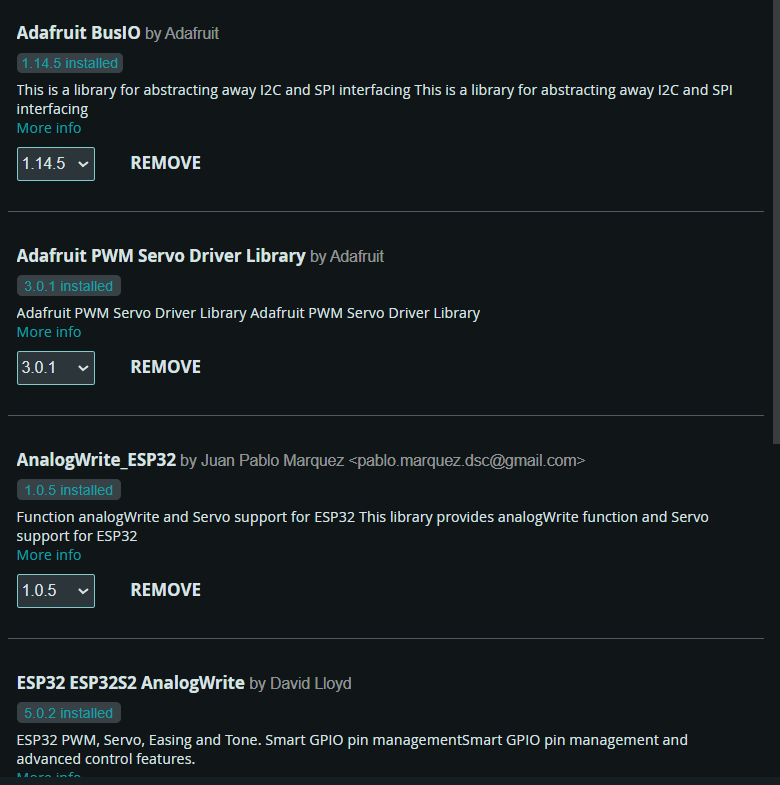 Adafruit BusIO by Adafruit
1.14.5 installed
This is a library for abstracting away I2C and SPI interfacing This is a library for abstracting away I2C and SPI
interfacing
More info
1.14.5 REMOVE
Adafruit PWM Servo Driver Library by Adafruit
3.0.1 installed
Adafruit PWM Servo Driver Library Adafruit PWM Servo Driver Library
More info
3.0.1 REMOVE
AnalogWrite_ESP32 by Juan Pablo Marquez <pablo.marquez.dsc@gmail.com>
1.0.5 installed
Function analogWrite and Servo support for ESP32 This library provides analogWrite function and Servo
support for ESP32
More info
1.0.5 REMOVE
ESP32 ESP32S2 AnalogWrite by David Lloyd
5.0.2 installed
ESP32 PWM, Servo, Easing and Tone. Smart GPIO pin managementSmart GPIO pin management and
advanced control features.
More info